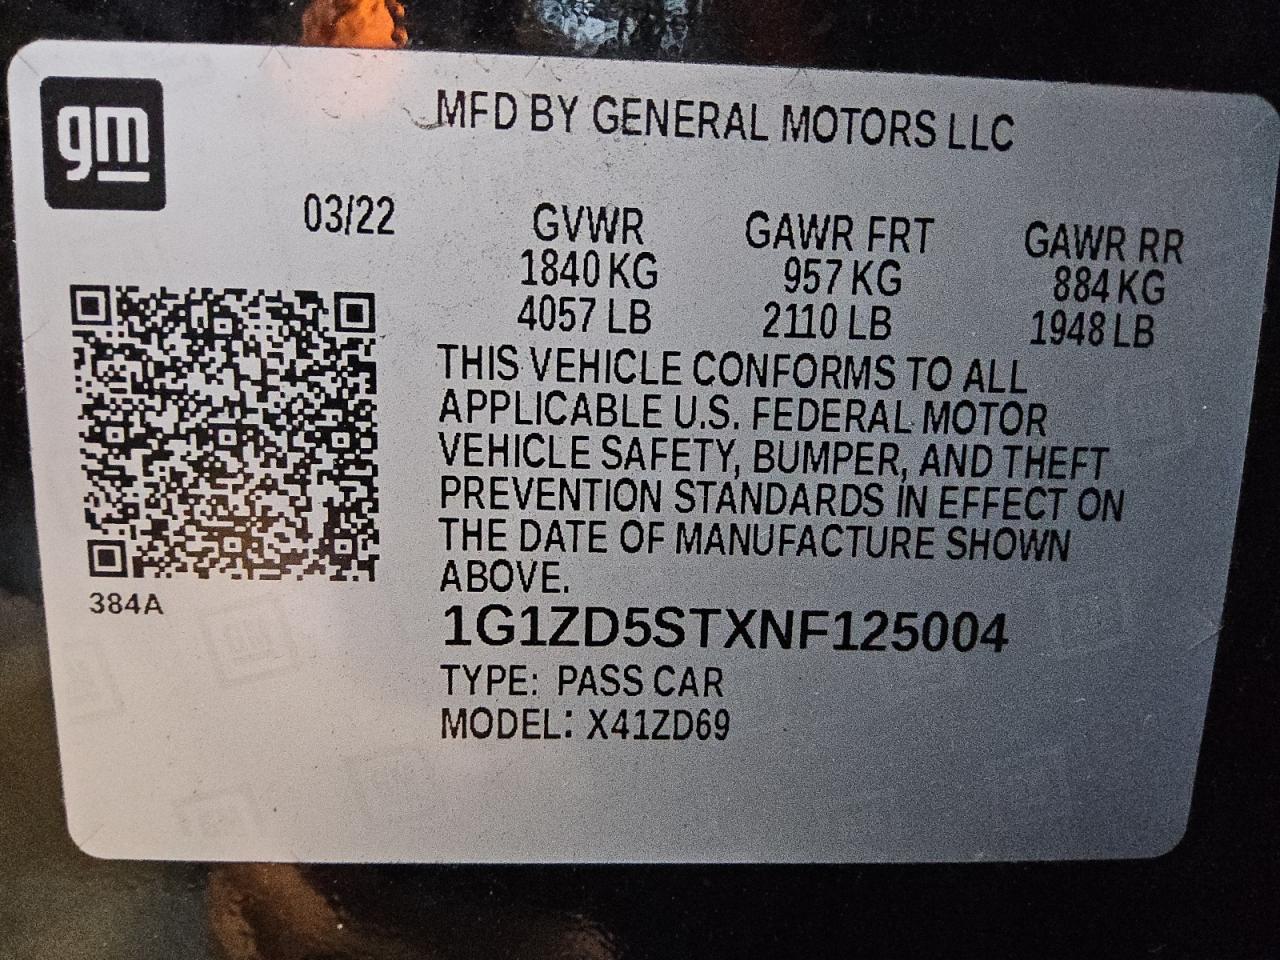 gm
MFD BY GENERAL MOTORS LLC
03/22
GVWR GAWR FRT GAWR RR
1840 KG 957 KG 884 KG
4057 LB 2110 LB 1948 LB
THIS VEHICLE CONFORMS TO ALL
APPLICABLE U.S. FEDERAL MOTOR
VEHICLE SAFETY, BUMPER, AND THEFT
PREVENTION STANDARDS IN EFFECT ON
THE DATE OF MANUFACTURE SHOWN
ABOVE.
384A
1G1ZD5STXNF125004
TYPE: PASS CAR
MODEL: X41ZD69